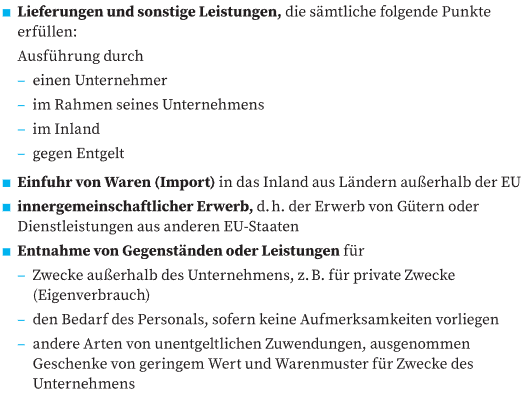 ■ Lieferungen und sonstige Leistungen, die sämtliche folgende Punkte
erfüllen:
Ausführung durch
– einen Unternehmer
– im Rahmen seines Unternehmens
– im Inland
– gegen Entgelt
■ Einfuhr von Waren (Import) in das Inland aus Ländern außerhalb der EU
■ innergemeinschaftlicher Erwerb, d. h. der Erwerb von Gütern oder
Dienstleistungen aus anderen EU-Staaten
■ Entnahme von Gegenständen oder Leistungen für
– Zwecke außerhalb des Unternehmens, z. B. für private Zwecke
(Eigenverbrauch)
– den Bedarf des Personals, sofern keine Aufmerksamkeiten vorliegen
– andere Arten von unentgeltlichen Zuwendungen, ausgenommen
Geschenke von geringem Wert und Warenmuster für Zwecke des
Unternehmens